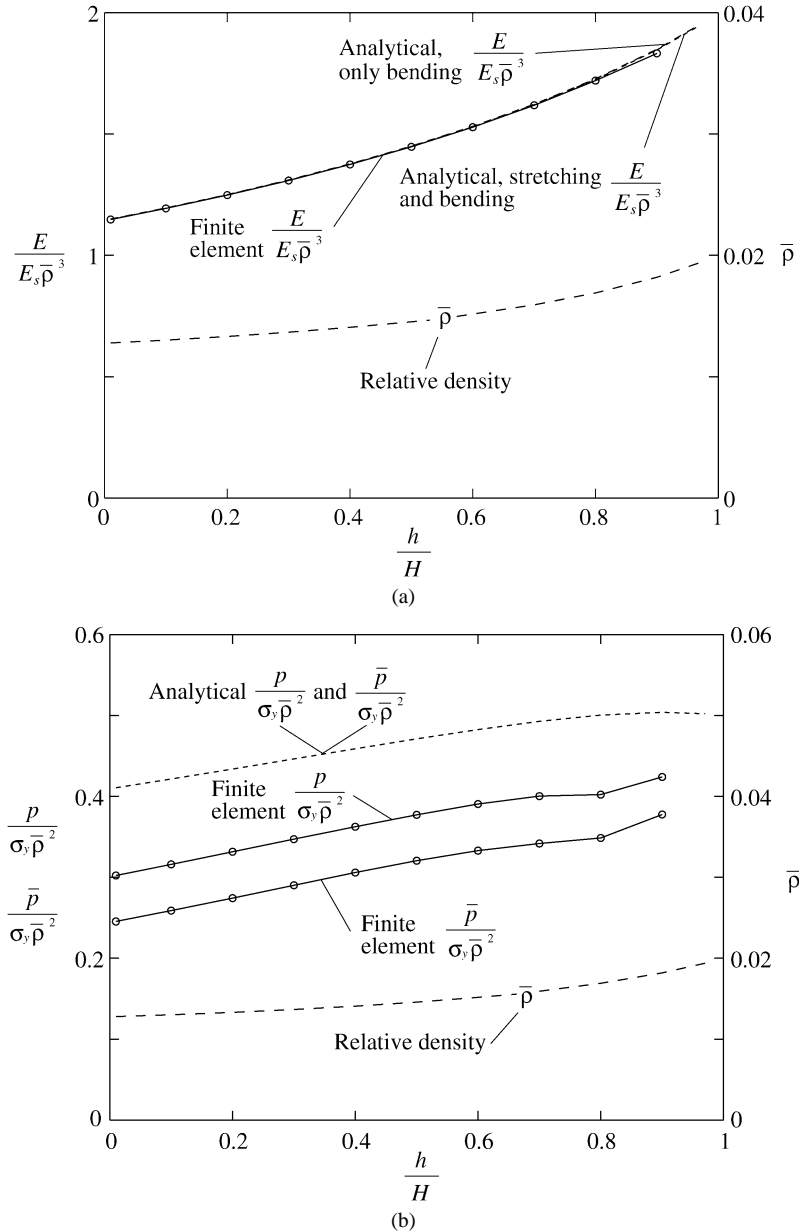 2
0.04
Analytical,
only bending E / E_s ρ̄ ^3
Analytical, stretching E / E_s ρ̄ ^3
and bending
Finite
element E / E_s ρ̄ ^3
E / E_s ρ̄ ^3
1
0.02 ρ̄
ρ̄
Relative density
0
0
0 0.2 0.4 0.6 0.8 1
h / H
(a)
0.6
0.06
Analytical p / σ_y ρ̄ ^2 and p̄ / σ_y ρ̄ ^2
Finite
element p / σ_y ρ̄ ^2
0.4
0.04
p / σ_y ρ̄ ^2
p̄ / σ_y ρ̄ ^2
ρ̄
Finite
element p̄ / σ_y ρ̄ ^2
0.2
0.02
ρ̄
Relative density
0
0
0 0.2 0.4 0.6 0.8 1
h / H
(b)